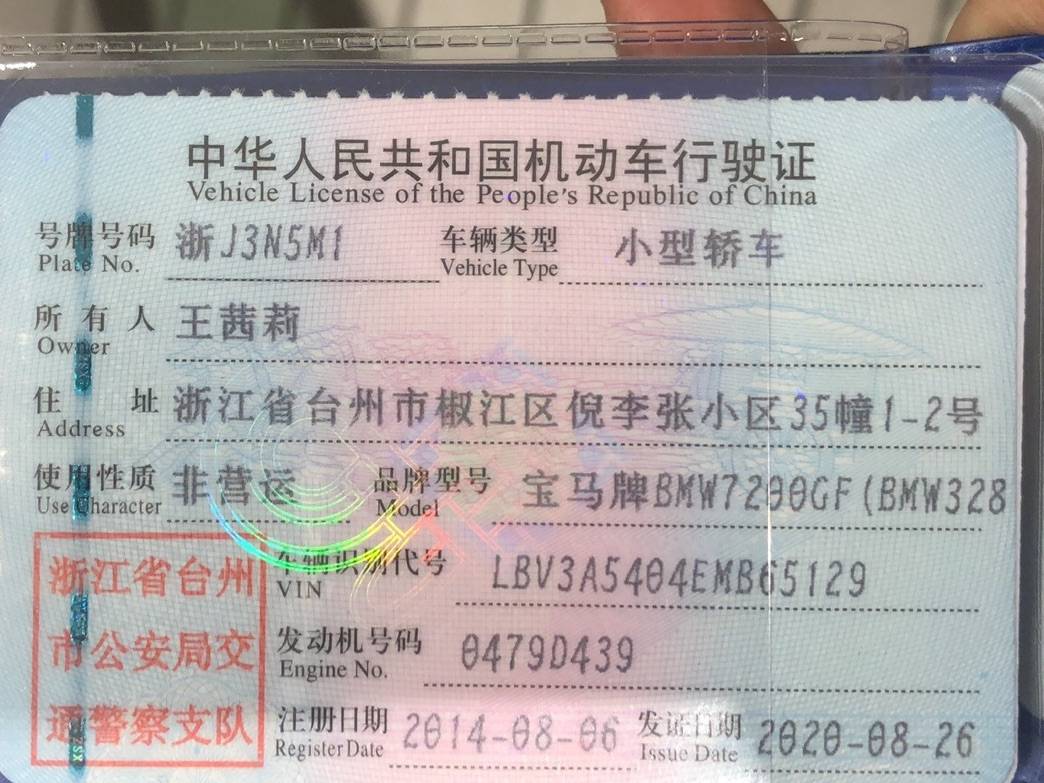 中华人民共和国机动车行驶证
Vehicle License of the People's Republic of China
号牌号码 浙J3N5M1 车辆类型 小型轿车
Plate No. Vehicle Type
所有人 王茜莉
Owner
住址 浙江省台州市椒江区倪李张小区35幢1-2号
Address
使用性质 非营运 品牌型号 宝马牌BMW7200GF(BMW328
Use Character Model
浙江省台州 车辆识别代号 LBV3A5404EMB65129
VIN
市公安局交 发动机号码 0479D439
Engine No.
通警察支队 注册日期 2014-08-06 发证日期 2020-08-26
Register Date Issue Date